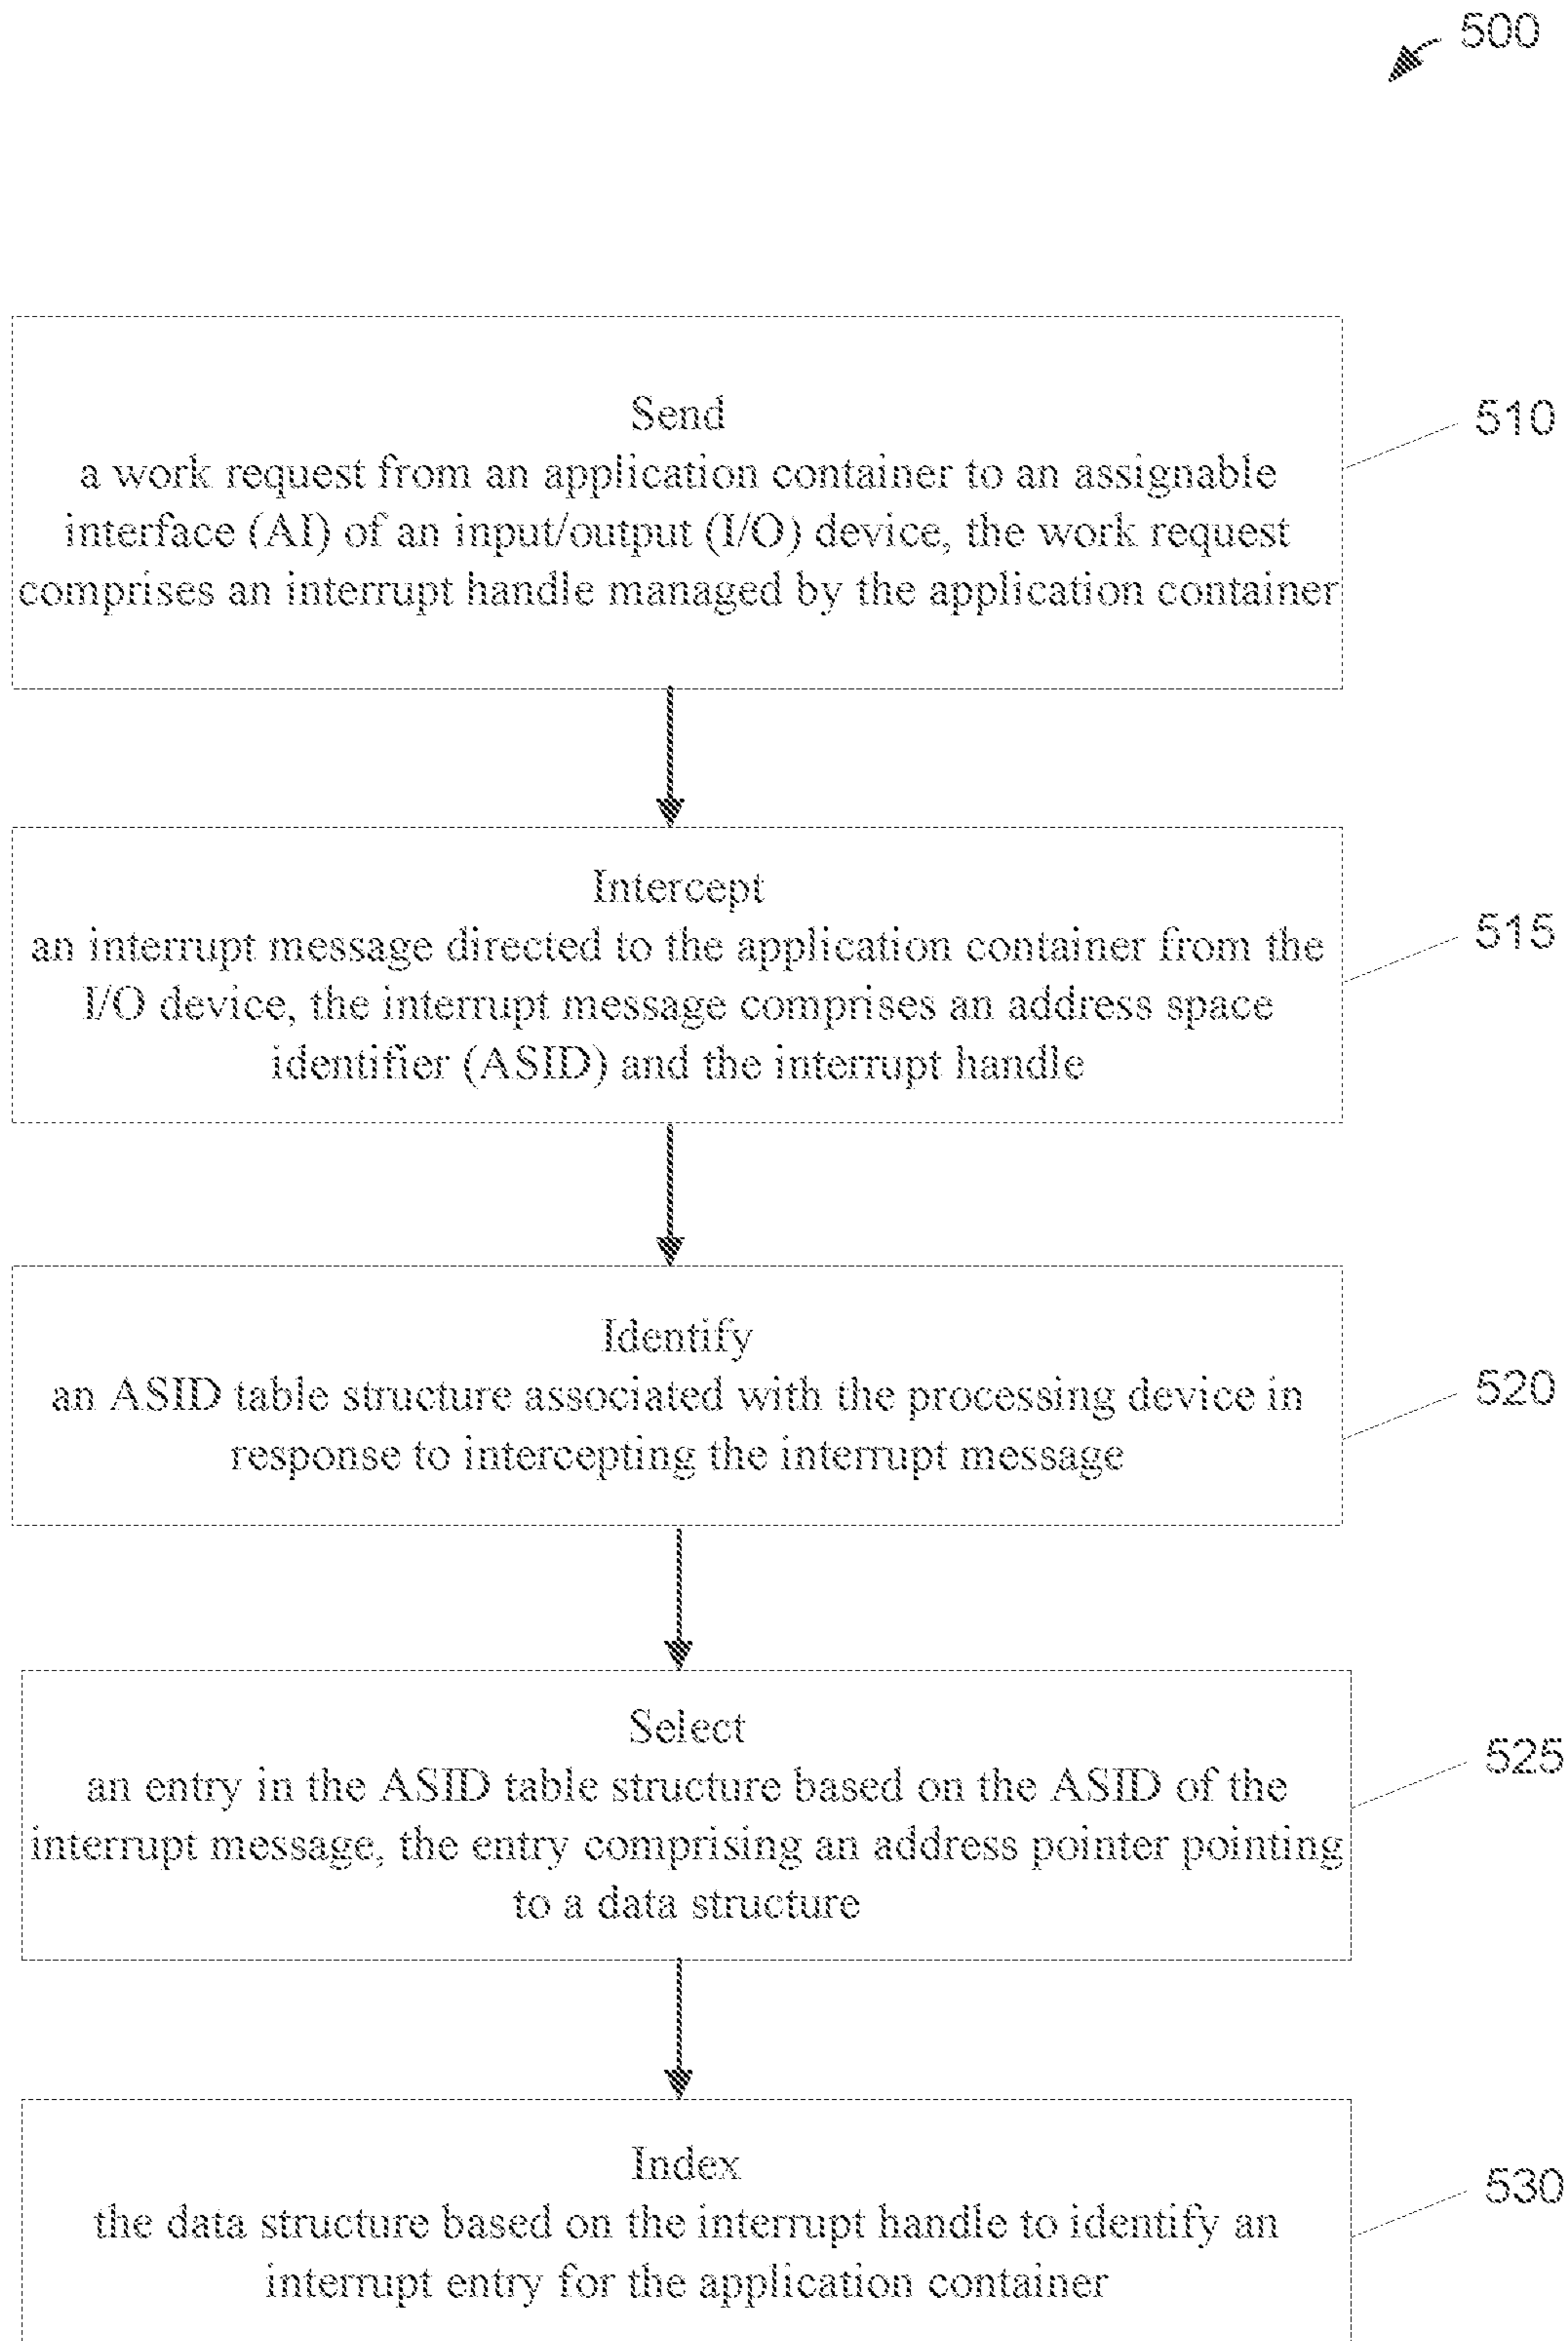 500
Send
a work request from an application container to an assignable
interface (AI) of an input/output (I/O) device, the work request
comprises an interrupt handle managed by the application container
510
Intercept
an interrupt message directed to the application container from the
I/O device, the interrupt message comprises an address space
identifier (ASID) and the interrupt handle
515
Identify
an ASID table structure associated with the processing device in
response to intercepting the interrupt message
520
Select
an entry in the ASID table structure based on the ASID of the
interrupt message, the entry comprising an address pointer pointing
to a data structure
525
Index
the data structure based on the interrupt handle to identify an
interrupt entry for the application container
530